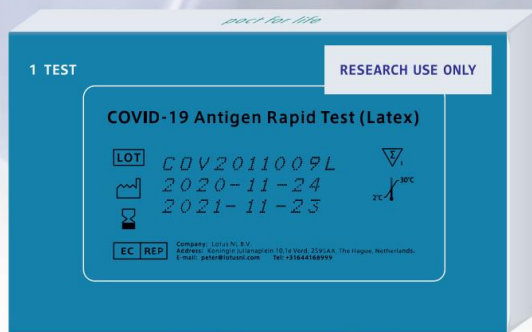 pact for life
1 TEST
RESEARCH USE ONLY
COVID-19 Antigen Rapid Test (Latex)
LOT COV2011009L
2020-11-24
2021-11-23
Σ 1
2°C 30°C
EC REP
Company: Lotus NL B.V
Address: Koningin Julianaplein 10,1e Verd, 2595AA, The Hague, Netherlands.
E-mail: peter@lotusnl.com Tel: +31644168999